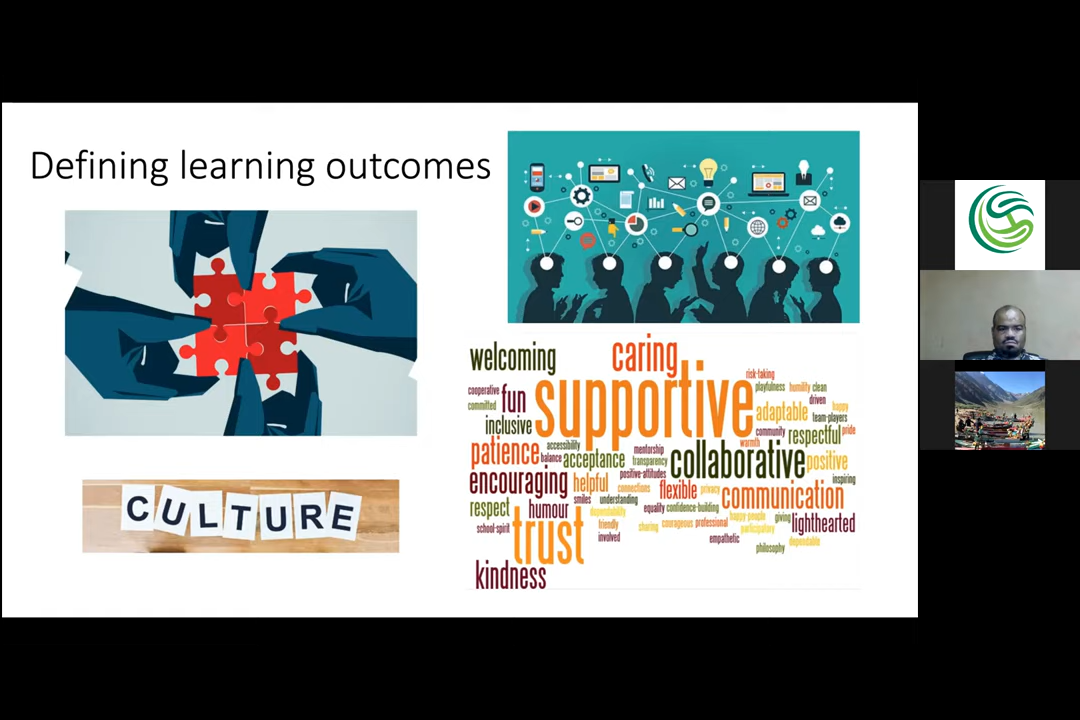 Defining learning outcomes
CULTURE
welcoming
caring
supportive
risk-taking
playfulness
humility
clean
cooperative
committed
fun
driven
adaptable
happy
team-players
inclusive
patience
accessibility
balance
acceptance
mentorship
transparency
positive-attitudes
community
warmth
respectful
pride
collaborative
positive
encouraging
helpful
connections
smiles
understanding
flexible
privacy
inspiring
communication
respect
humour
dependability
equality
confidence-building
school-spirit
trust
friendly
involved
sharing
courageous
professional
happy-people
participatory
giving
lighthearted
empathetic
philosophy
dependable
kindness